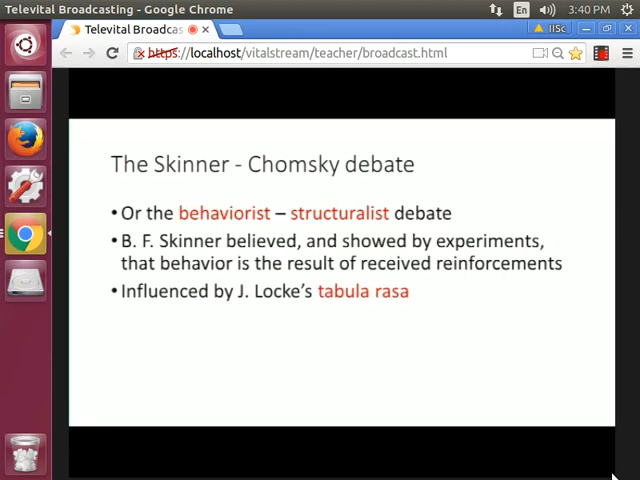 Televital Broadcasting - Google Chrome
En
3:40 PM
Televital Broadcas
IISc
https://localhost/vitalstream/teacher/broadcast.html
The Skinner - Chomsky debate
• Or the behaviorist – structuralist debate
• B. F. Skinner believed, and showed by experiments,
that behavior is the result of received reinforcements
• Influenced by J. Locke's tabula rasa